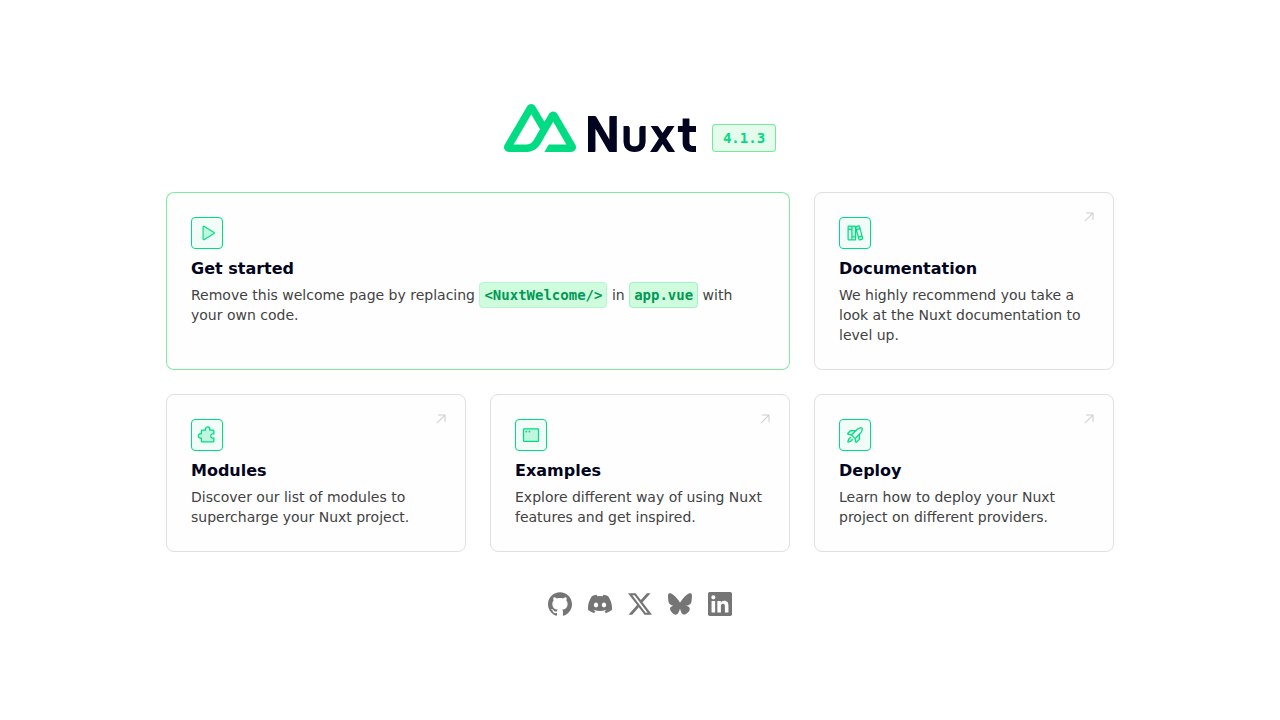 Nuxt 4.1.3
Get started
Remove this welcome page by replacing <NuxtWelcome/> in app.vue with
your own code.
Documentation
We highly recommend you take a
look at the Nuxt documentation to
level up.
Modules
Discover our list of modules to
supercharge your Nuxt project.
Examples
Explore different way of using Nuxt
features and get inspired.
Deploy
Learn how to deploy your Nuxt
project on different providers.